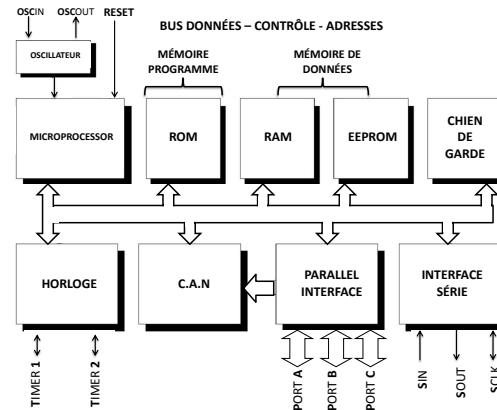 OSCIN OSCOUT RESET
BUS DONNÉES – CONTRÔLE - ADRESSES
OSCILLATEUR
MÉMOIRE
PROGRAMME
MÉMOIRE DE
DONNÉES
MICROPROCESSOR
ROM
RAM
EEPROM
CHIEN
DE
GARDE
HORLOGE
C.A.N
PARALLEL
INTERFACE
INTERFACE
SÉRIE
TIMER 1
TIMER 2
PORT A
PORT B
PORT C
SIN
SOUT
SCLK